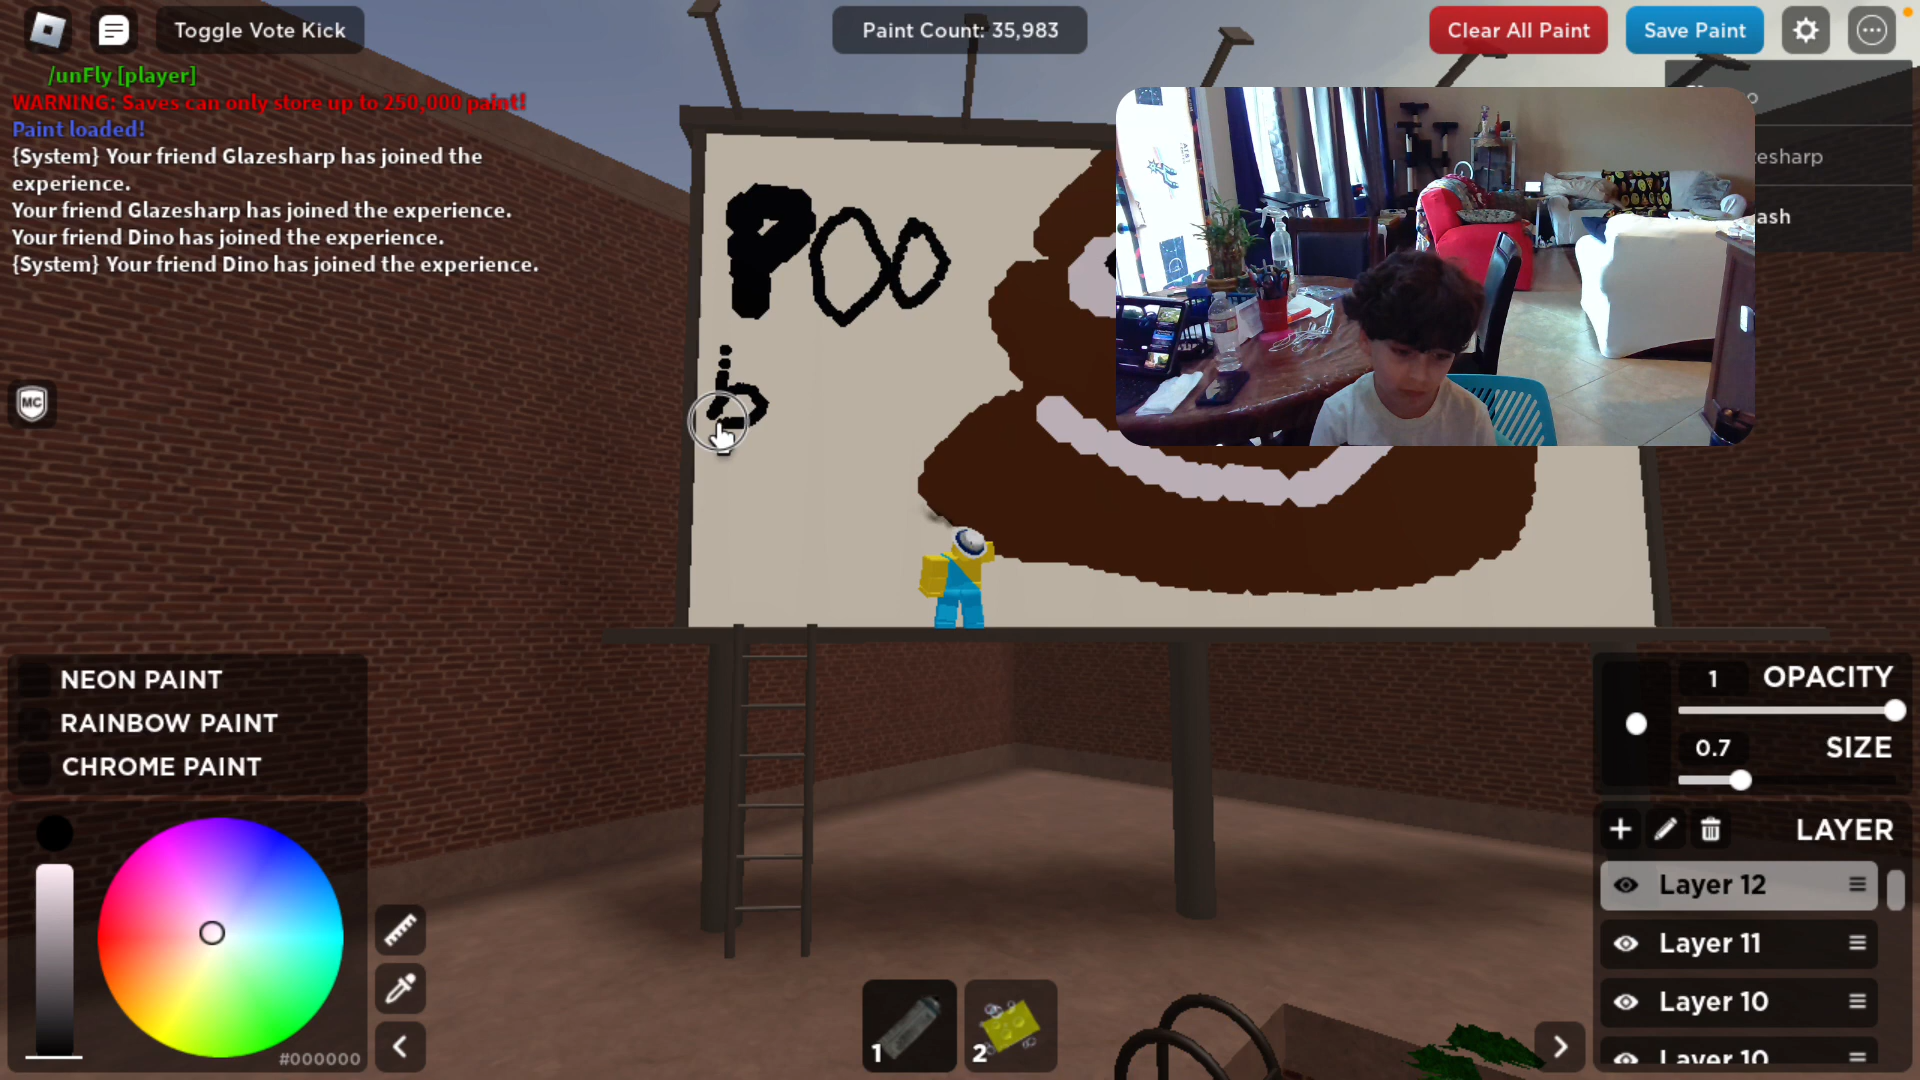 Toggle Vote Kick
Paint Count: 35,983
Clear All Paint
Save Paint
/unFly [player]
WARNING: Saves can only store up to 250,000 paint!
Paint loaded!
{System} Your friend Glazesharp has joined the
experience.
Your friend Glazesharp has joined the experience.
Your friend Dino has joined the experience.
{System} Your friend Dino has joined the experience.
o
zesharp
ash
Poo
MC
NEON PAINT
RAINBOW PAINT
CHROME PAINT
#000000
1
2
1 OPACITY
0.7 SIZE
LAYER
Layer 12
Layer 11
Layer 10
Layer 10